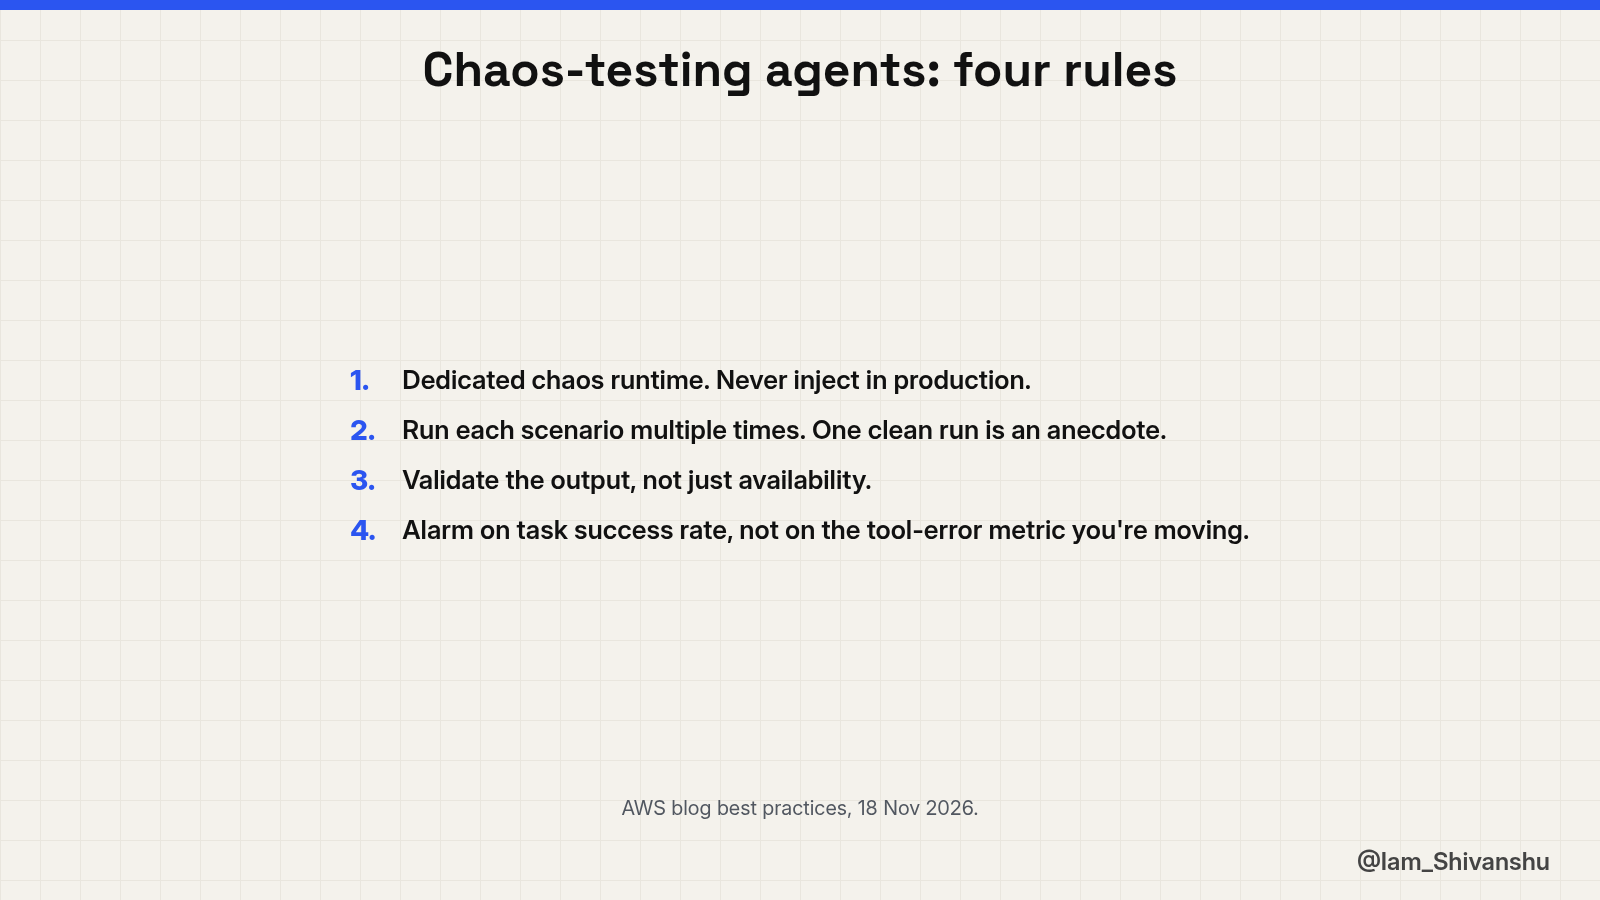 Chaos-testing agents: four rules
1. Dedicated chaos runtime. Never inject in production.
2. Run each scenario multiple times. One clean run is an anecdote.
3. Validate the output, not just availability.
4. Alarm on task success rate, not on the tool-error metric you're moving.
AWS blog best practices, 18 Nov 2026.
@Iam_Shivanshu